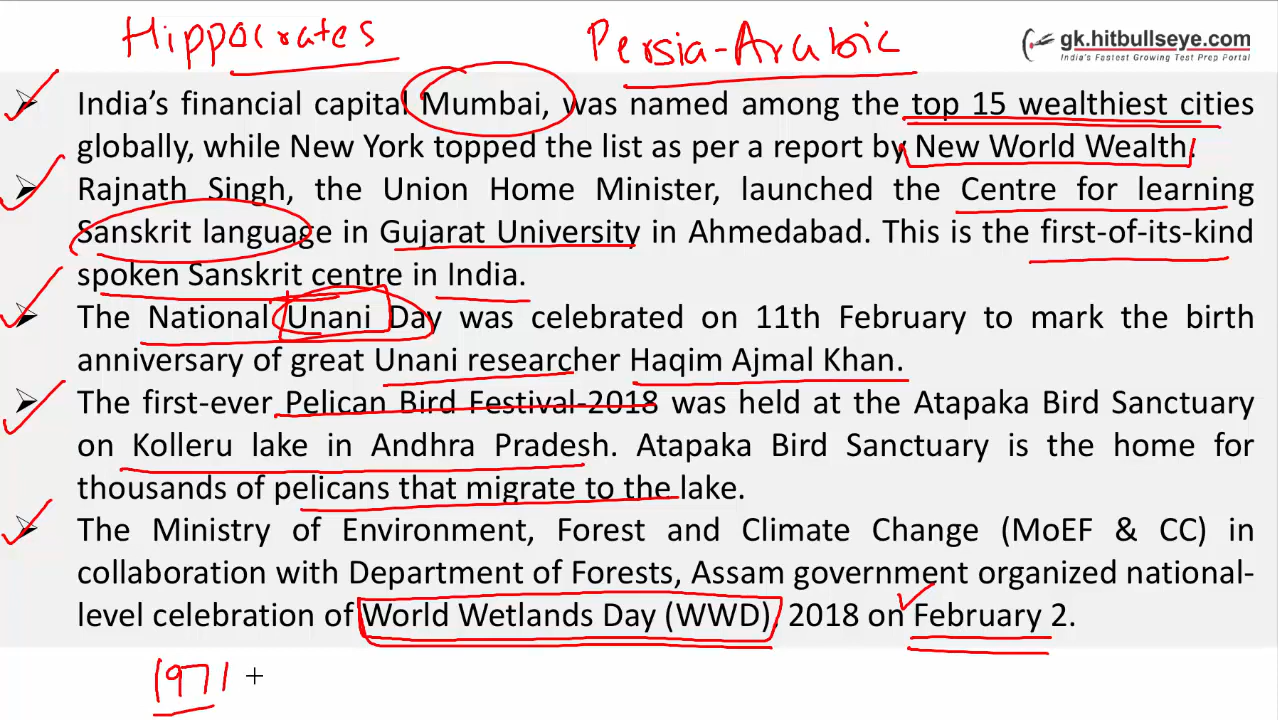 Hippocrates Persia-Arabic gk.hitbullseye.com
India's Fastest Growing Test Prep Portal
➢ India's financial capital Mumbai, was named among the top 15 wealthiest cities
globally, while New York topped the list as per a report by New World Wealth.
➢ Rajnath Singh, the Union Home Minister, launched the Centre for learning
Sanskrit language in Gujarat University in Ahmedabad. This is the first-of-its-kind
spoken Sanskrit centre in India.
➢ The National Unani Day was celebrated on 11th February to mark the birth
anniversary of great Unani researcher Haqim Ajmal Khan.
➢ The first-ever Pelican Bird Festival-2018 was held at the Atapaka Bird Sanctuary
on Kolleru lake in Andhra Pradesh. Atapaka Bird Sanctuary is the home for
thousands of pelicans that migrate to the lake.
➢ The Ministry of Environment, Forest and Climate Change (MoEF & CC) in
collaboration with Department of Forests, Assam government organized national-
level celebration of World Wetlands Day (WWD), 2018 on February 2.
1971